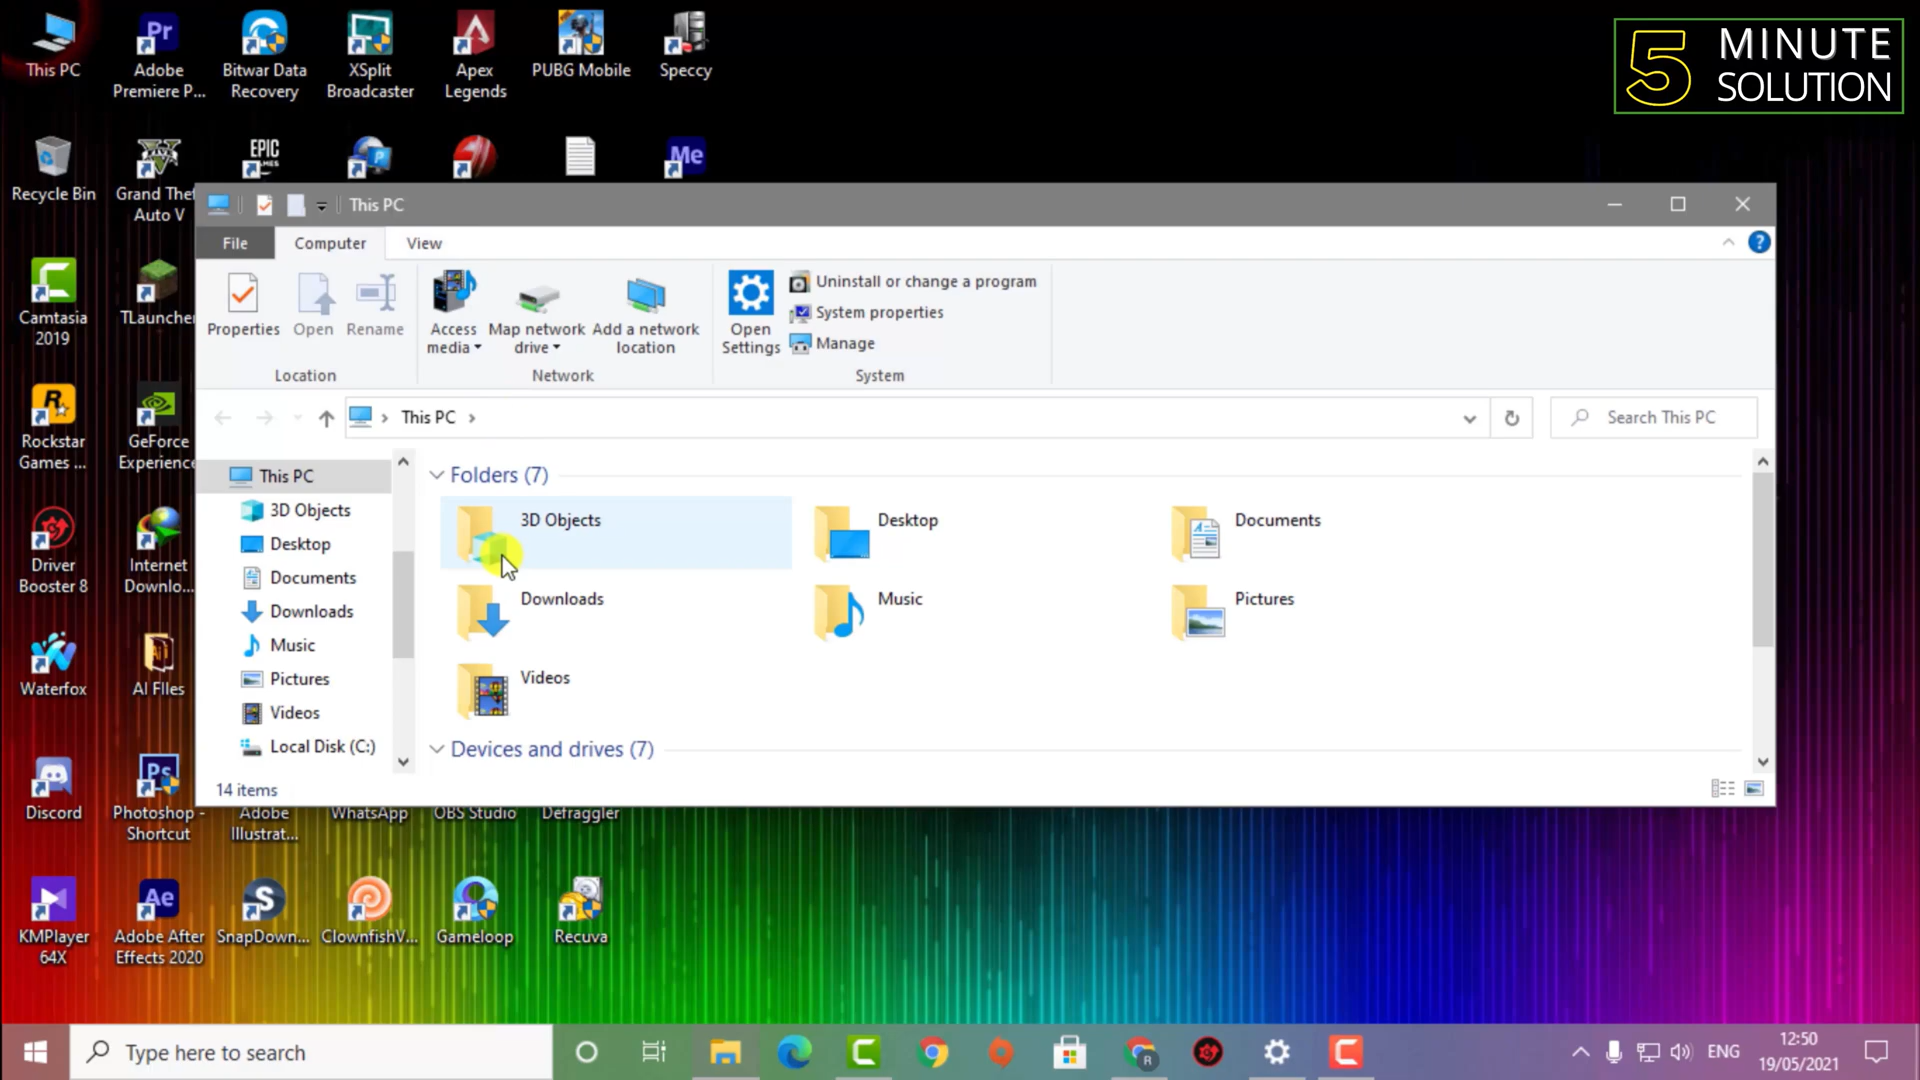 This PC
Adobe
Premiere P...
Bitwar Data
Recovery
XSplit
Broadcaster
Apex
Legends
PUBG Mobile
Speccy
5 MINUTE
SOLUTION
Recycle Bin
Grand Thef
Auto V
EPIC
GAMES
Me
This PC
File
Computer
View
Properties
Open
Rename
Access
media
Map network
drive
Add a network
location
Open
Settings
Uninstall or change a program
System properties
Manage
Location
Network
System
This PC
Search This PC
Camtasia
2019
TLauncher
Rockstar
Games ...
GeForce
Experience
Driver
Booster 8
Internet
Downlo...
Waterfox
AI FIles
Discord
Photoshop -
Shortcut
Adobe
Illustrat...
WhatsApp
OBS Studio
Defraggler
This PC
3D Objects
Desktop
Documents
Downloads
Music
Pictures
Videos
Local Disk (C:)
Folders (7)
3D Objects
Desktop
Documents
Downloads
Music
Pictures
Videos
Devices and drives (7)
14 items
KMPlayer
64X
Adobe After
Effects 2020
SnapDown...
ClownfishV...
Gameloop
Recuva
Type here to search
ENG
12:50
19/05/2021